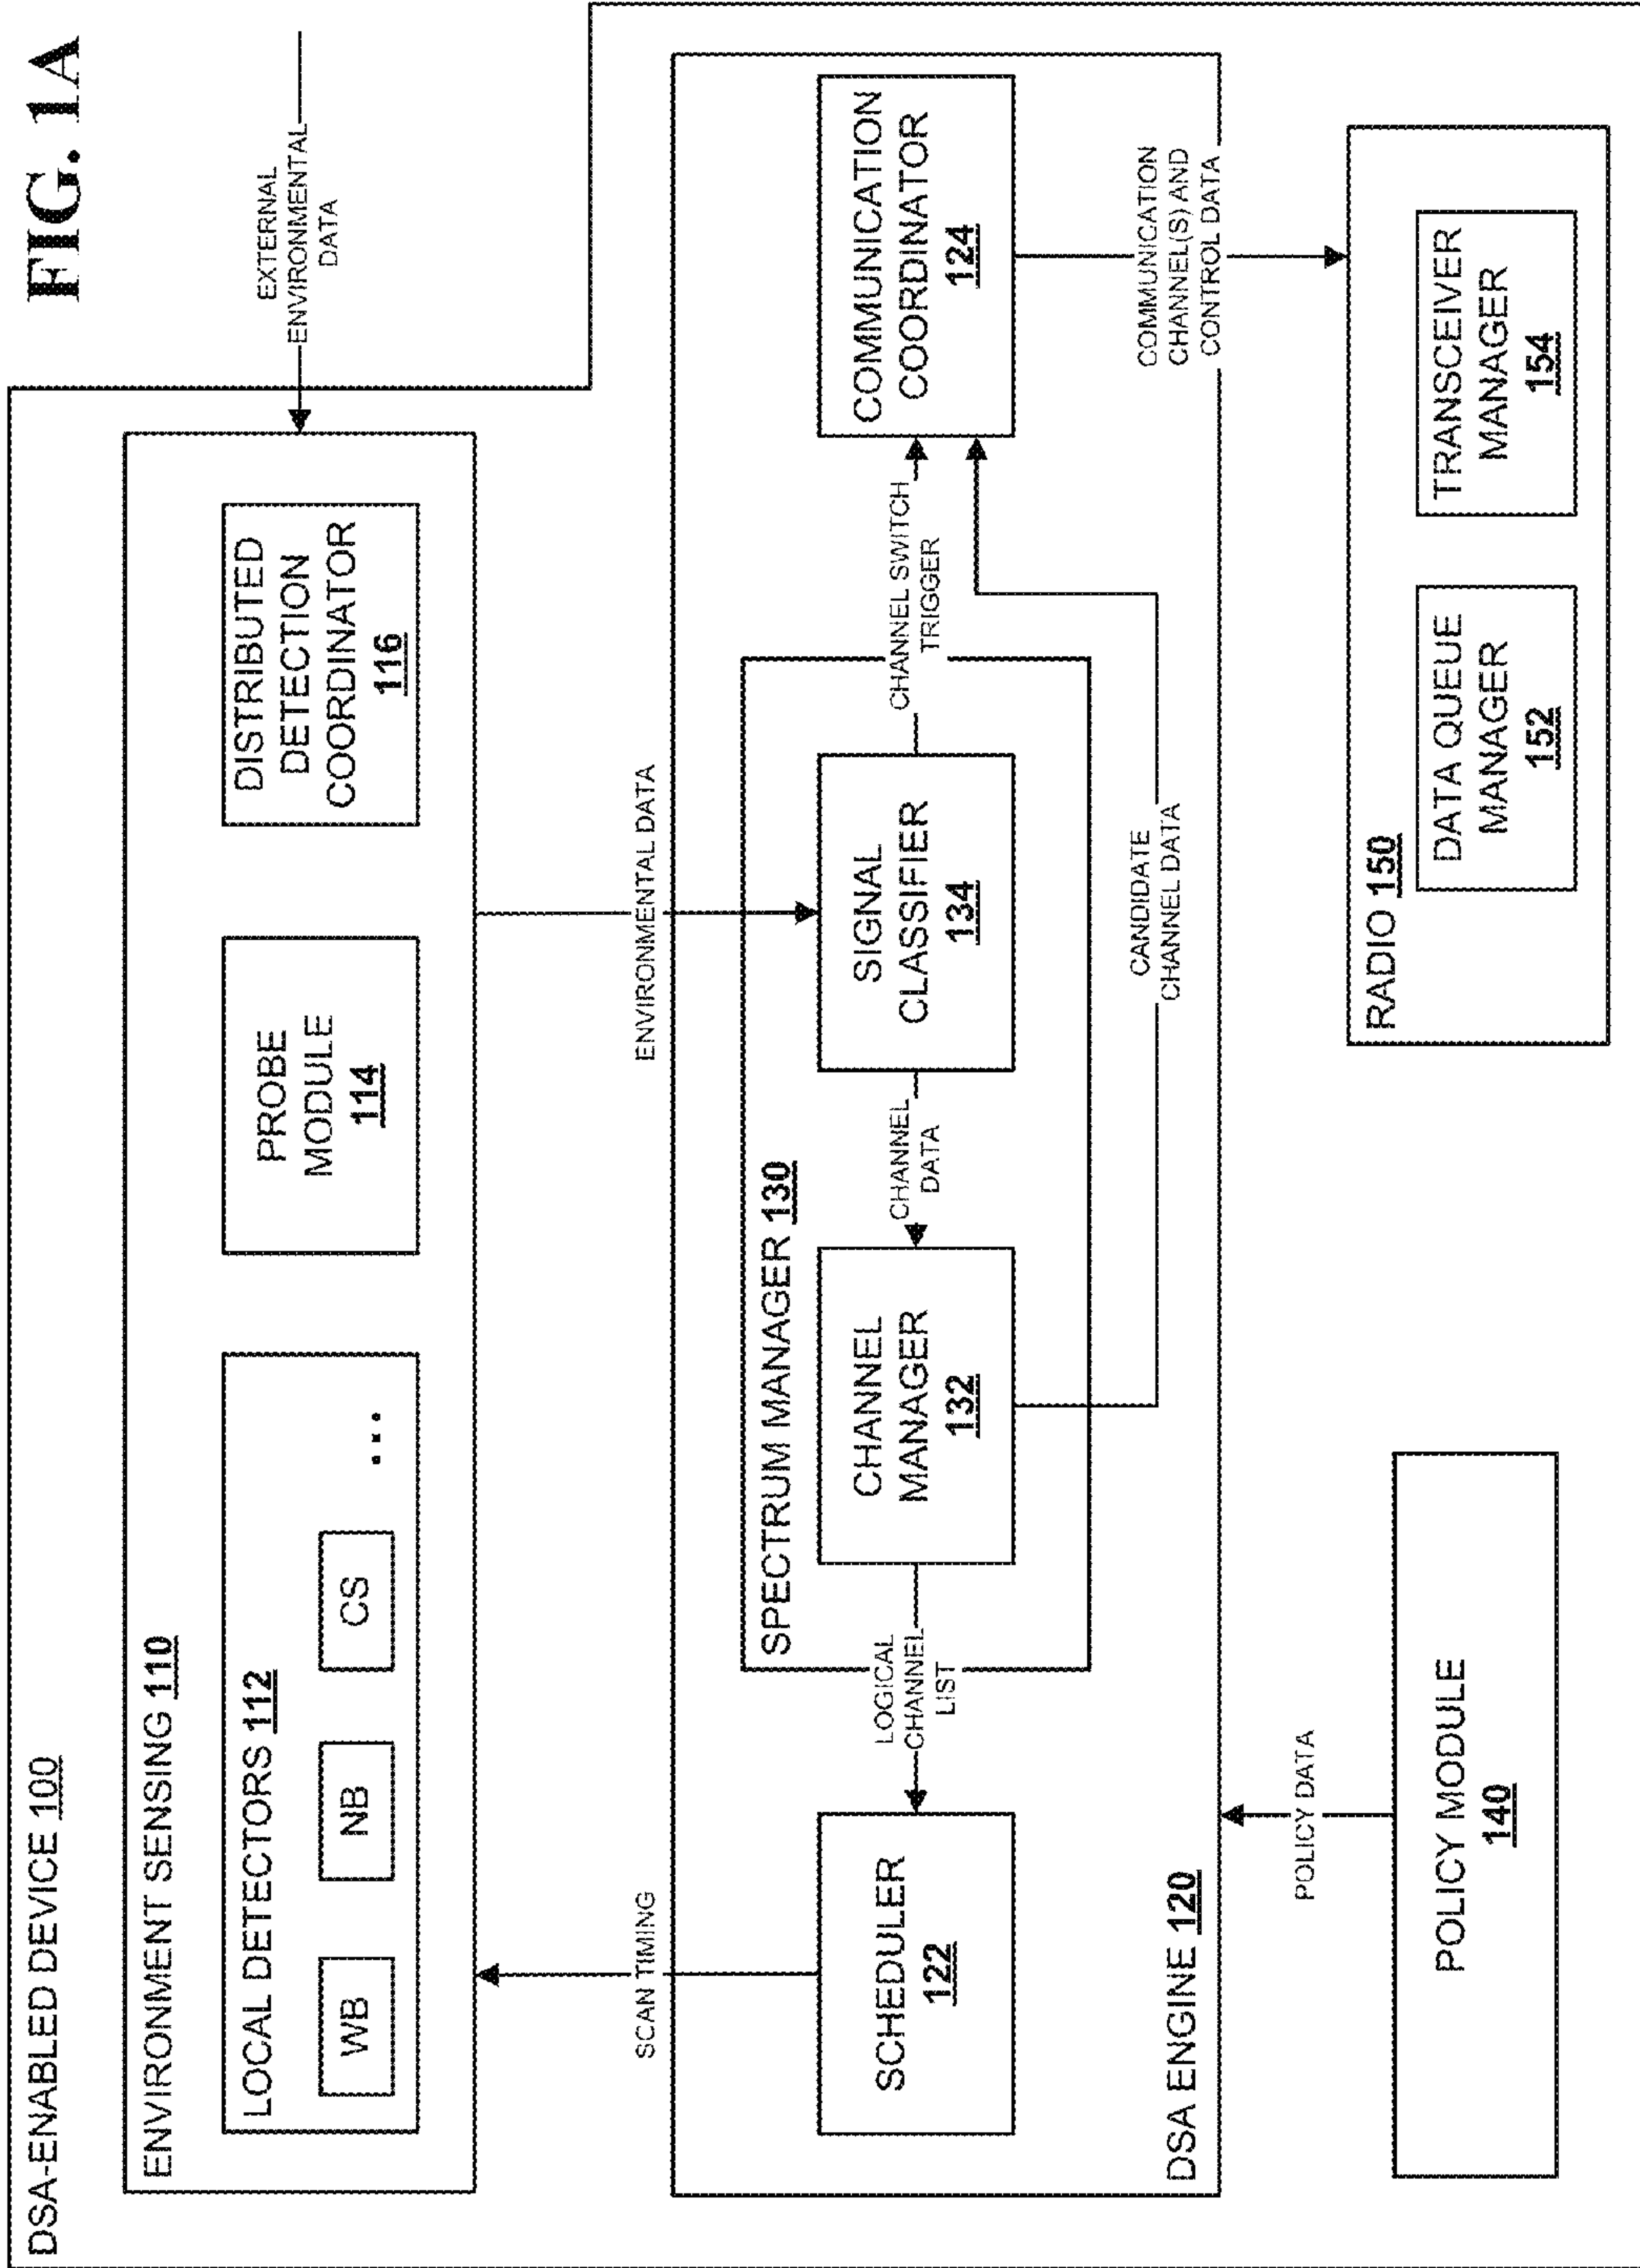 FIG. 1A
DSA-ENABLED DEVICE 100
EXTERNAL
ENVIRONMENTAL
DATA
ENVIRONMENT SENSING 110
LOCAL DETECTORS 112
WB
NB
CS
...
PROBE
MODULE
114
DISTRIBUTED
DETECTION
COORDINATOR
116
SCAN TIMING
ENVIRONMENTAL DATA
SPECTRUM MANAGER 130
SCHEDULER
122
LOGICAL
CHANNEL
LIST
CHANNEL
MANAGER
132
CHANNEL
DATA
SIGNAL
CLASSIFIER
134
CHANNEL SWITCH
TRIGGER
COMMUNICATION
COORDINATOR
124
CANDIDATE
CHANNEL DATA
DSA ENGINE 120
COMMUNICATION
CHANNEL(S) AND
CONTROL DATA
POLICY DATA
POLICY MODULE
140
RADIO 150
DATA QUEUE
MANAGER
152
TRANSCEIVER
MANAGER
154